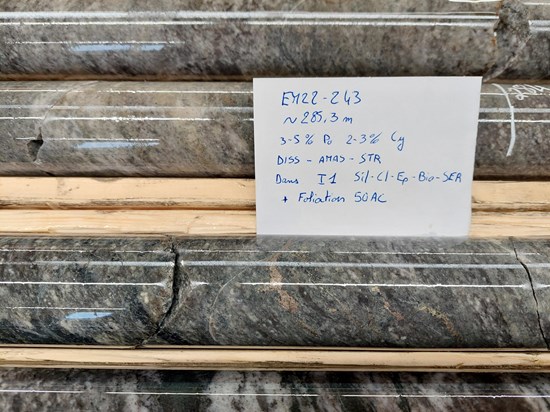 EM22-243
~ 285,3 m
3-5% Po 2-3% Cy
DISS - AMAS - STR
Dans I1 Sil-Cl-Ep-Bio-SER
+ Foliation 50AC